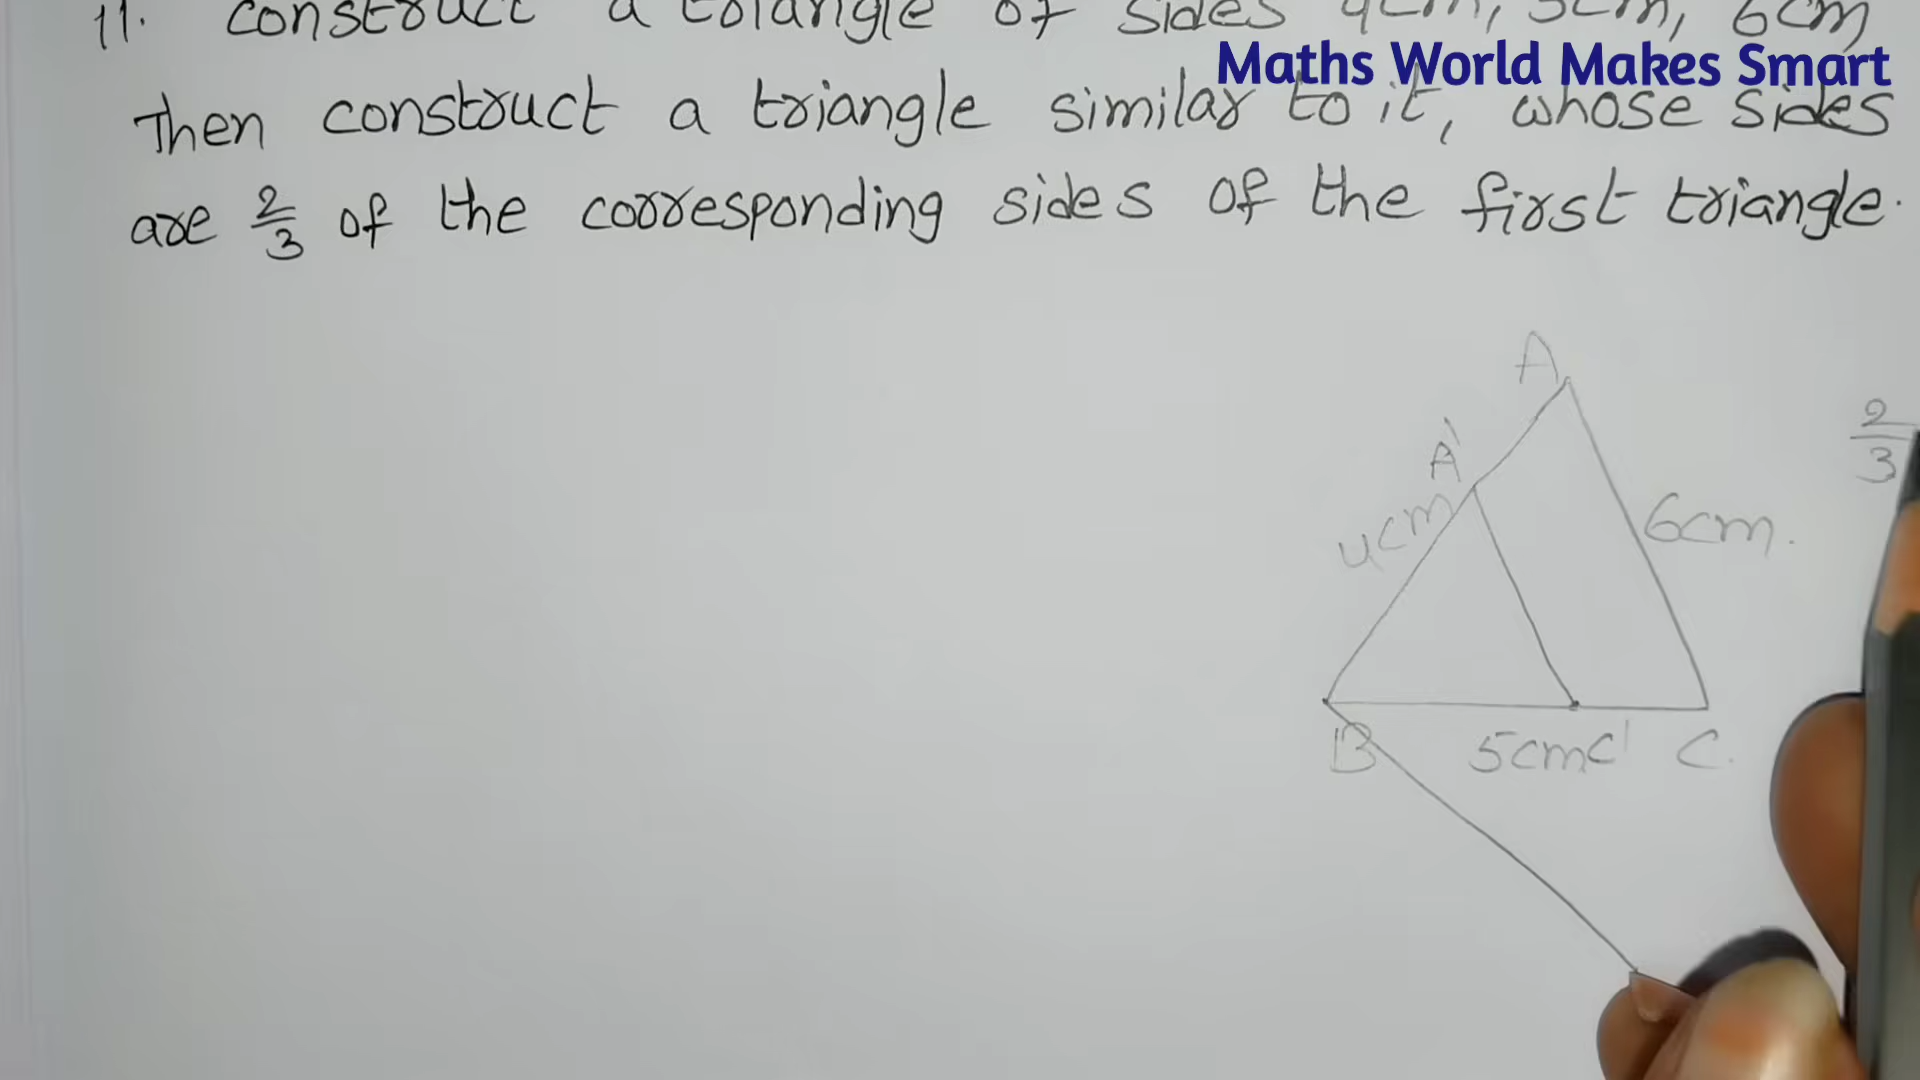 11. Construct a triangle of sides 4cm, 5cm, 6cm
Maths World Makes Smart
Then construct a triangle similar to it, whose sides
are 2/3 of the corresponding sides of the first triangle.
A
A'
2/3
4cm
6cm.
B
5cm
C'
C.